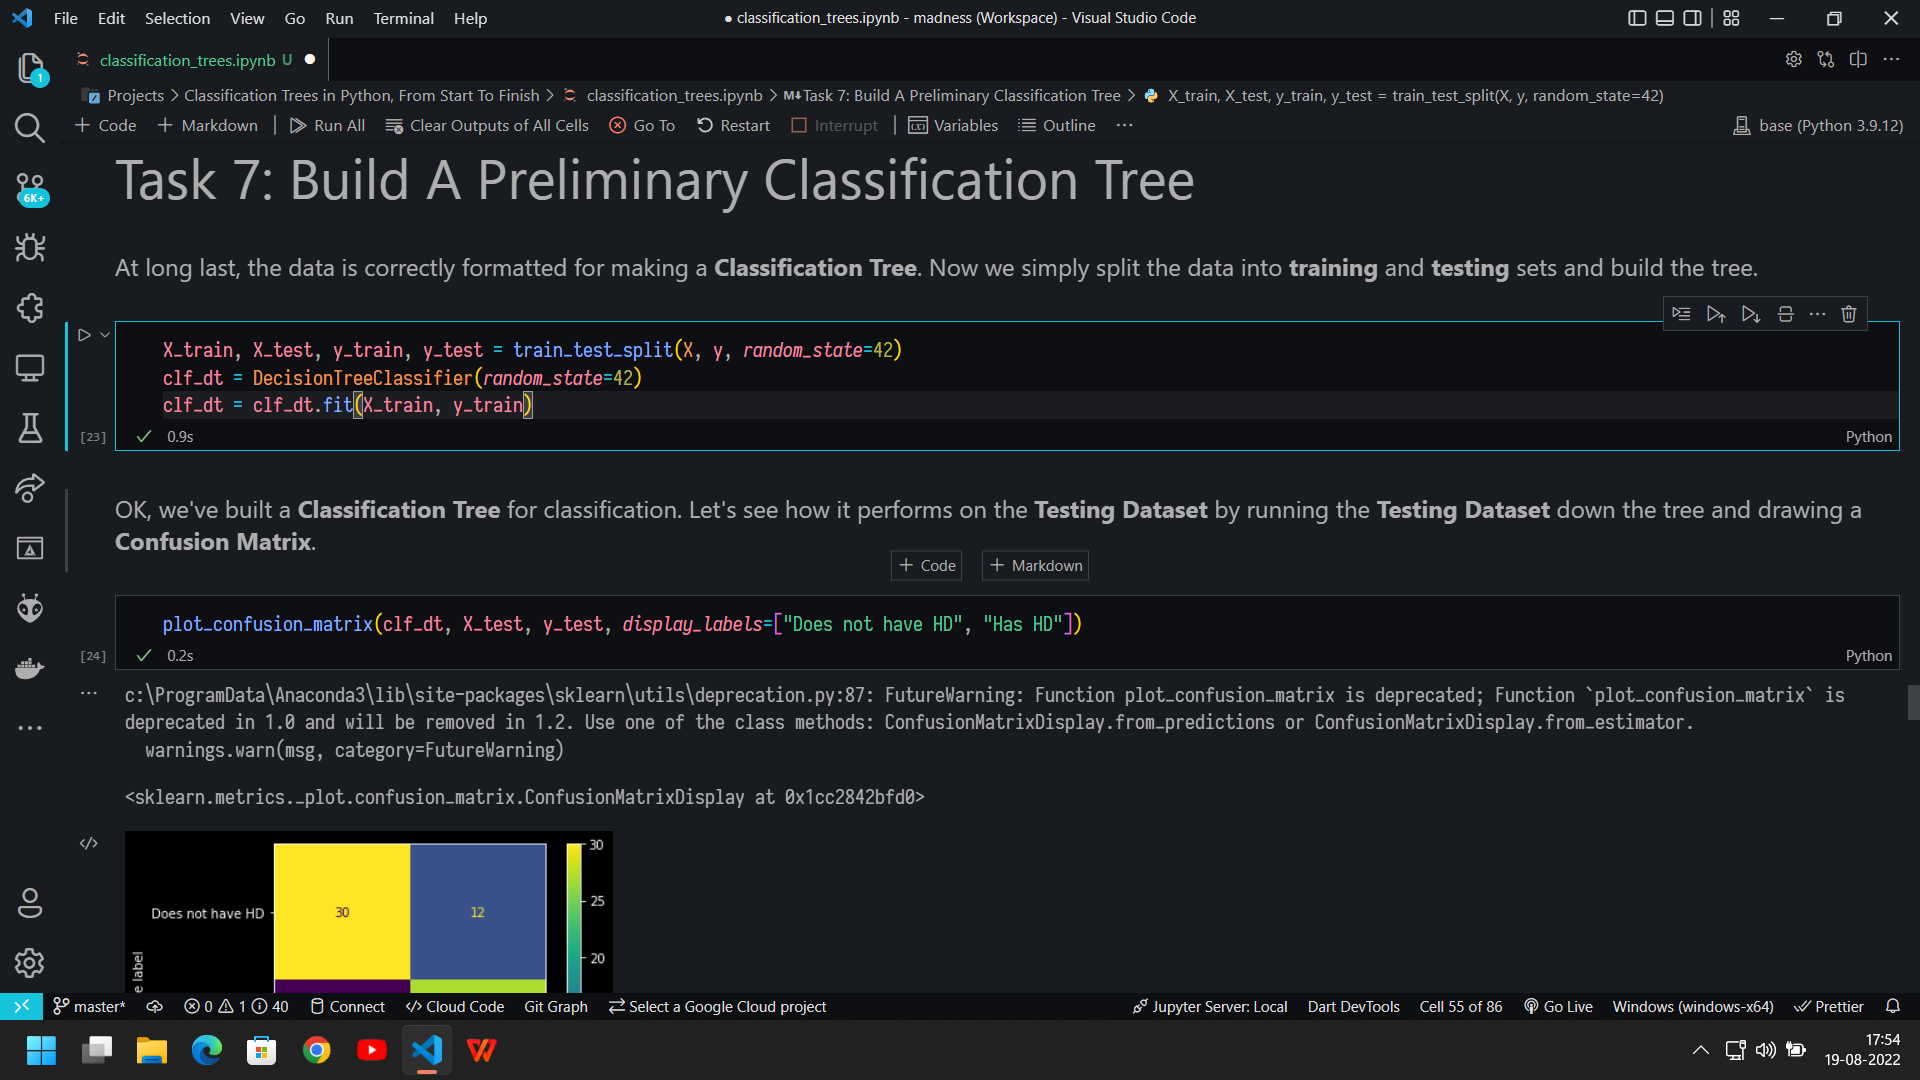 File Edit Selection View Go Run Terminal Help
● classification_trees.ipynb - madness (Workspace) - Visual Studio Code
classification_trees.ipynb U ●
1
Projects > Classification Trees in Python, From Start To Finish > classification_trees.ipynb > M↓Task 7: Build A Preliminary Classification Tree > X_train, X_test, y_train, y_test = train_test_split(X, y, random_state=42)
+ Code + Markdown Run All Clear Outputs of All Cells Go To Restart Interrupt Variables Outline ··· base (Python 3.9.12)
6K+
Task 7: Build A Preliminary Classification Tree
At long last, the data is correctly formatted for making a Classification Tree. Now we simply split the data into training and testing sets and build the tree.
X_train, X_test, y_train, y_test = train_test_split(X, y, random_state=42)
clf_dt = DecisionTreeClassifier(random_state=42)
clf_dt = clf_dt.fit(X_train, y_train)
[23] ✓ 0.9s Python
OK, we've built a Classification Tree for classification. Let's see how it performs on the Testing Dataset by running the Testing Dataset down the tree and drawing a
Confusion Matrix.
+ Code + Markdown
plot_confusion_matrix(clf_dt, X_test, y_test, display_labels=["Does not have HD", "Has HD"])
[24] ✓ 0.2s Python
c:\ProgramData\Anaconda3\lib\site-packages\sklearn\utils\deprecation.py:87: FutureWarning: Function plot_confusion_matrix is deprecated; Function `plot_confusion_matrix` is
deprecated in 1.0 and will be removed in 1.2. Use one of the class methods: ConfusionMatrixDisplay.from_predictions or ConfusionMatrixDisplay.from_estimator.
warnings.warn(msg, category=FutureWarning)
<sklearn.metrics._plot.confusion_matrix.ConfusionMatrixDisplay at 0x1cc2842bfd0>
30
25
Does not have HD 30 12
20
e label
master* 0 1 40 Connect Cloud Code Git Graph Select a Google Cloud project Jupyter Server: Local Dart DevTools Cell 55 of 86 Go Live Windows (windows-x64) Prettier
17:54
19-08-2022